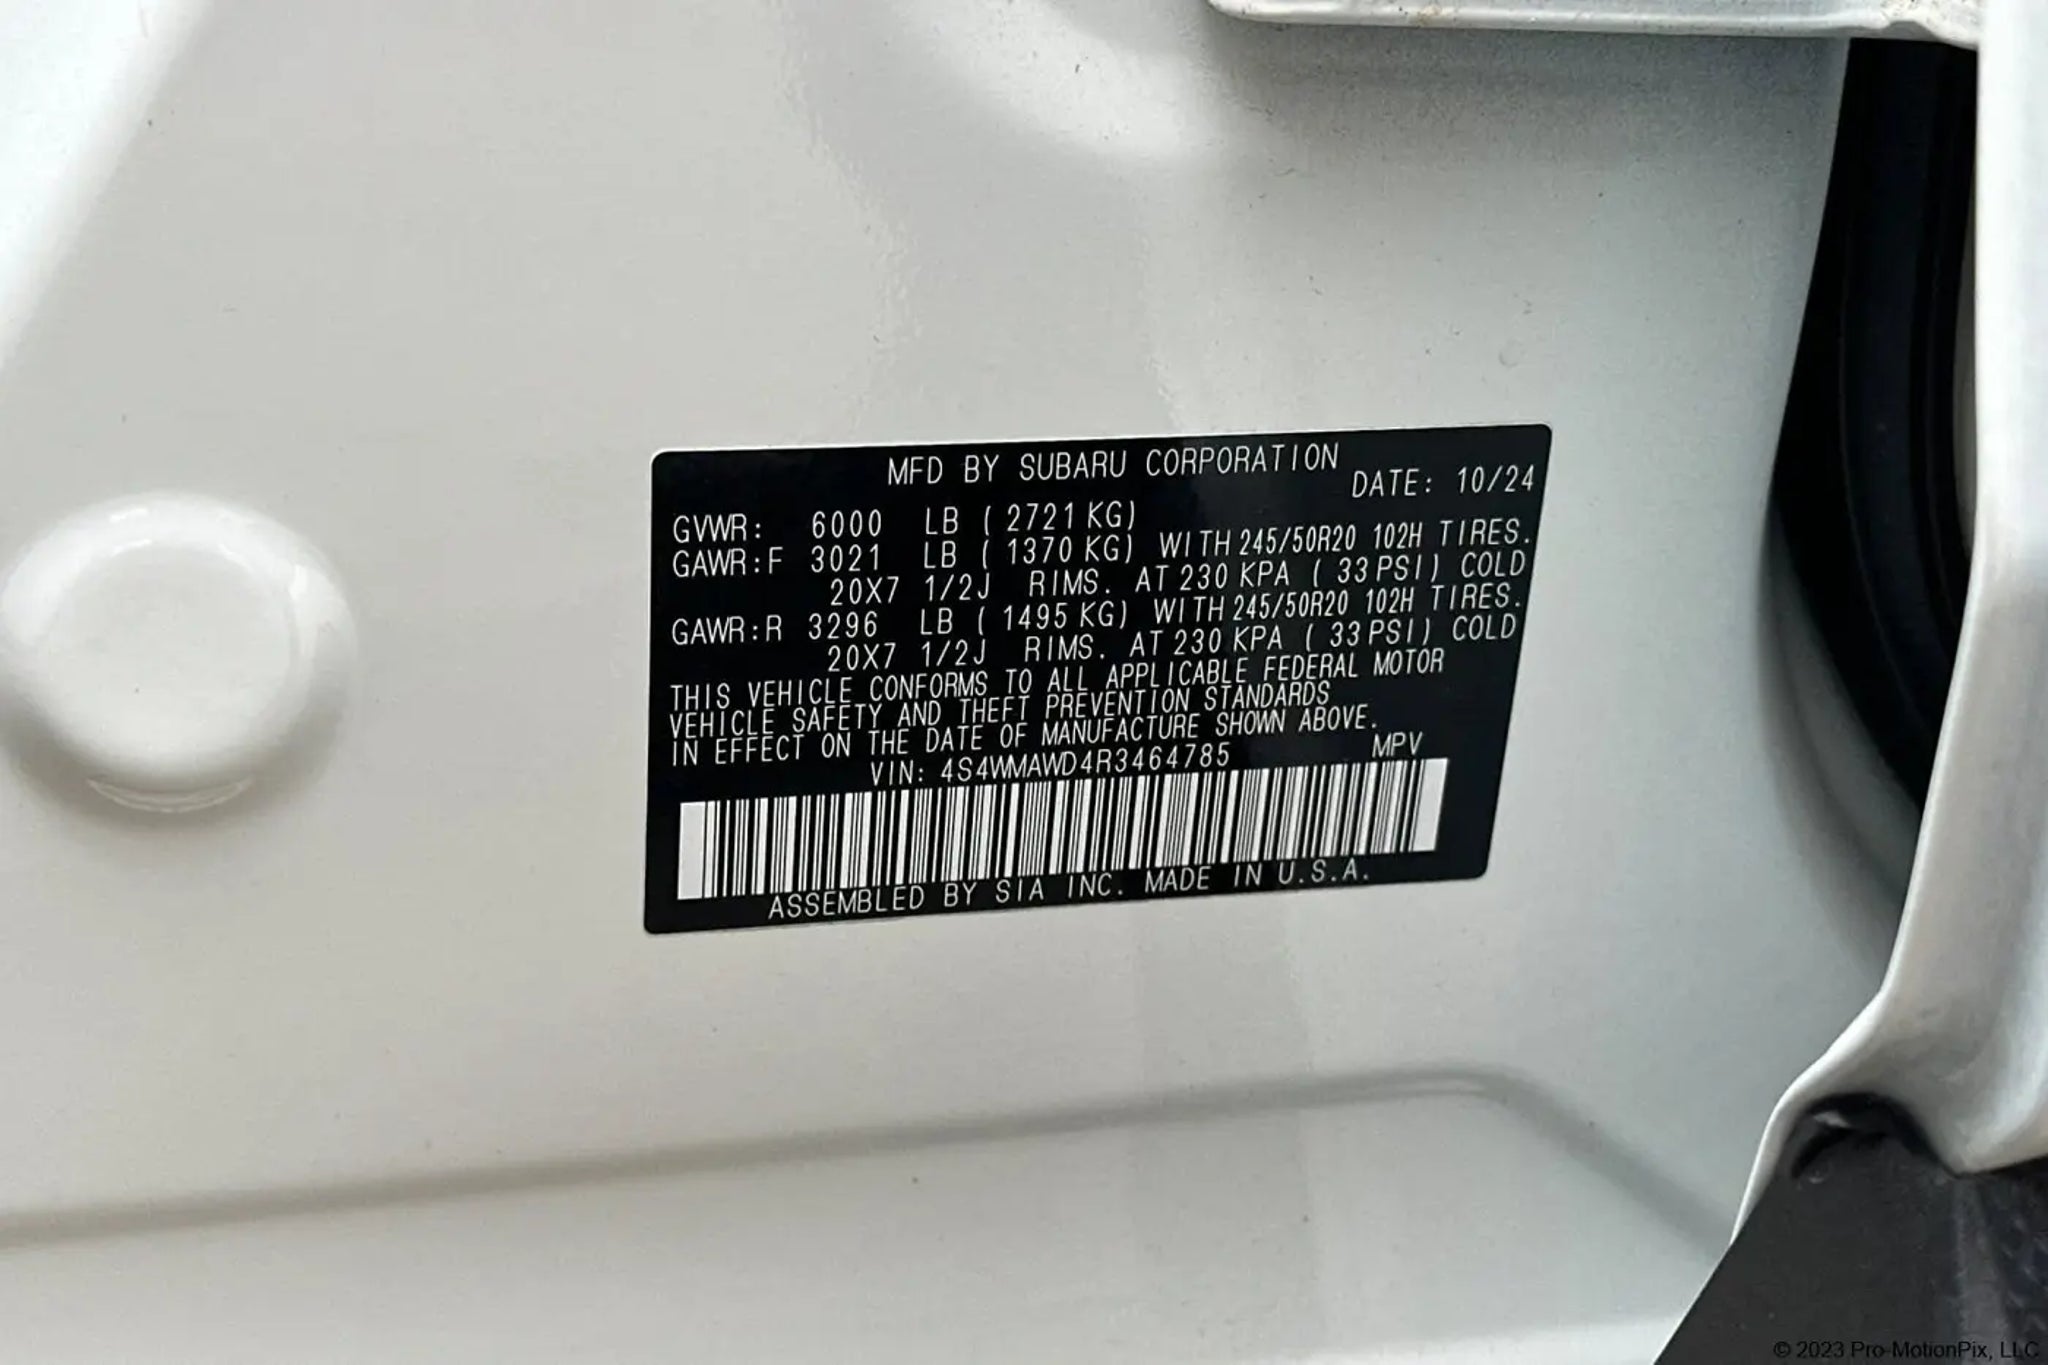 MFD BY SUBARU CORPORATION
DATE: 10/24
GVWR: 6000 LB ( 2721 KG)
GAWR:F 3021 LB ( 1370 KG) WITH 245/50R20 102H TIRES.
20X7 1/2J RIMS. AT 230 KPA ( 33 PSI) COLD
GAWR:R 3296 LB ( 1495 KG) WITH 245/50R20 102H TIRES.
20X7 1/2J RIMS. AT 230 KPA ( 33 PSI) COLD
THIS VEHICLE CONFORMS TO ALL APPLICABLE FEDERAL MOTOR
VEHICLE SAFETY AND THEFT PREVENTION STANDARDS
IN EFFECT ON THE DATE OF MANUFACTURE SHOWN ABOVE.
VIN: 4S4WMAWD4R3464785 MPV
ASSEMBLED BY SIA INC. MADE IN U.S.A.
© 2023 Pro-MotionPix, LLC